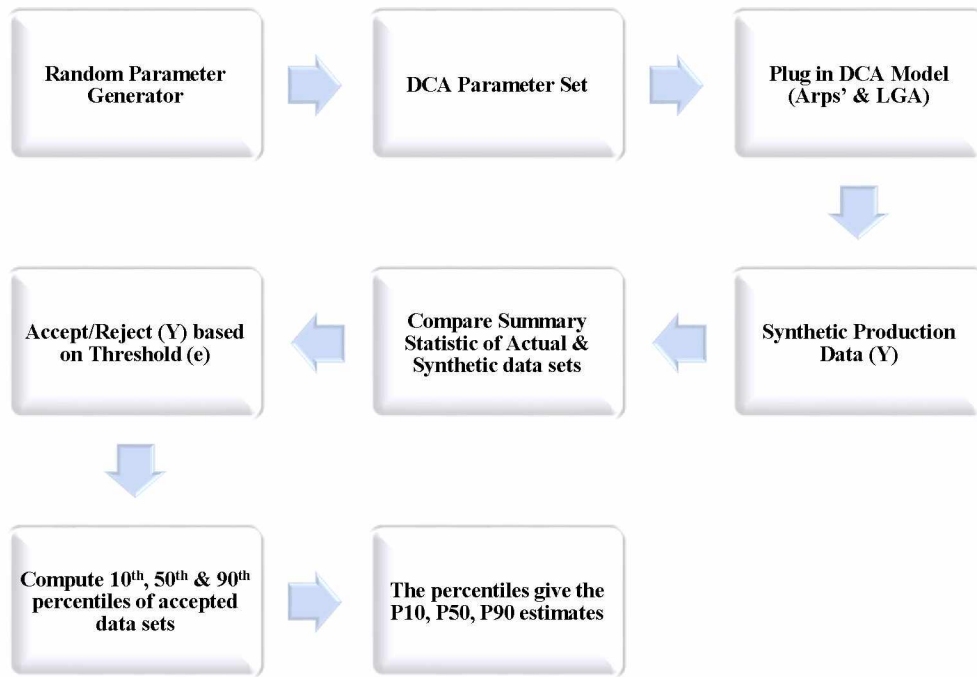 Random Parameter
Generator
DCA Parameter Set
Plug in DCA Model
(Arps’ & LGA)
Synthetic Production
Data (Y)
Compare Summary
Statistic of Actual &
Synthetic data sets
Accept/Reject (Y) based
on Threshold (e)
Compute 10th, 50th & 90th
percentiles of accepted
data sets
The percentiles give the
P10, P50, P90 estimates